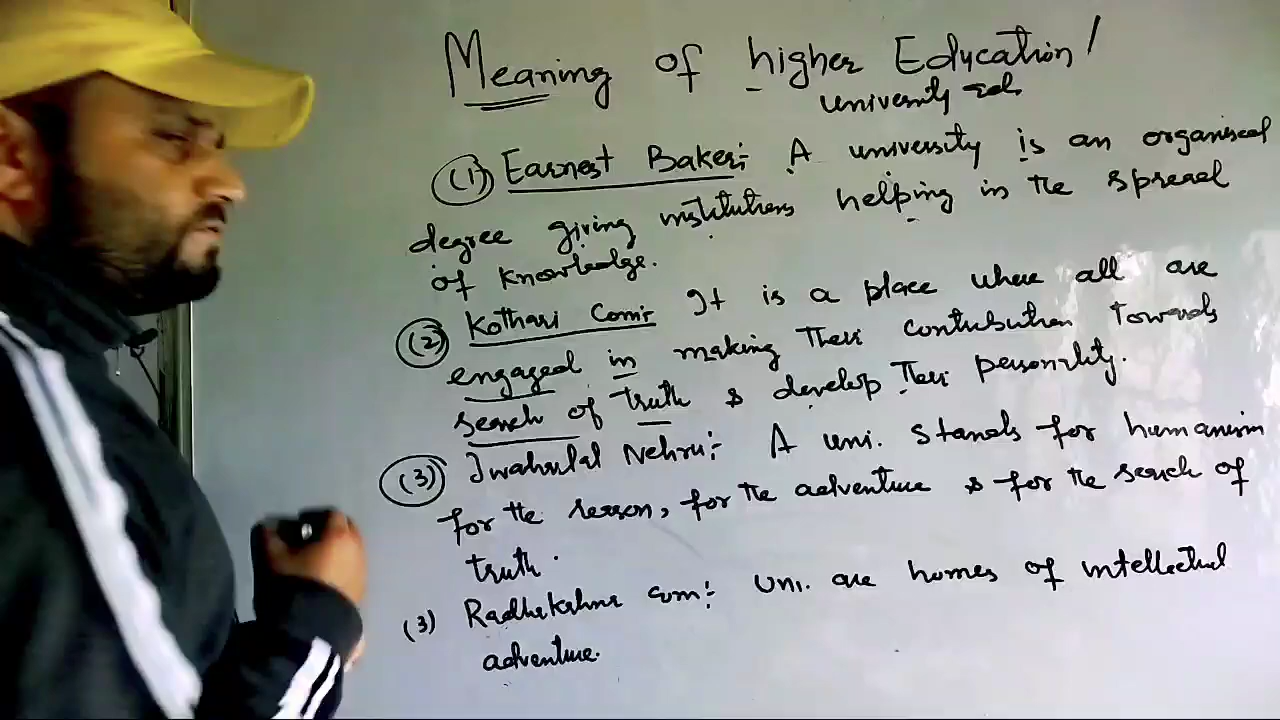 Meaning of higher Education/
university edu.
(1) Earnest Baker:- A university is an organised
degree giving institutions helping in the spread
of knowledge.
(2) Kothari Com:- It is a place where all are
engaged in making their contribution towards
search of truth & develop their personality.
(3) Jwaharlal Nehru:- A uni. stands for humanism
for the reason, for the adventure & for the search of
truth.
(3) Radhekrshna com:- Uni. are homes of intellectual
adventure.